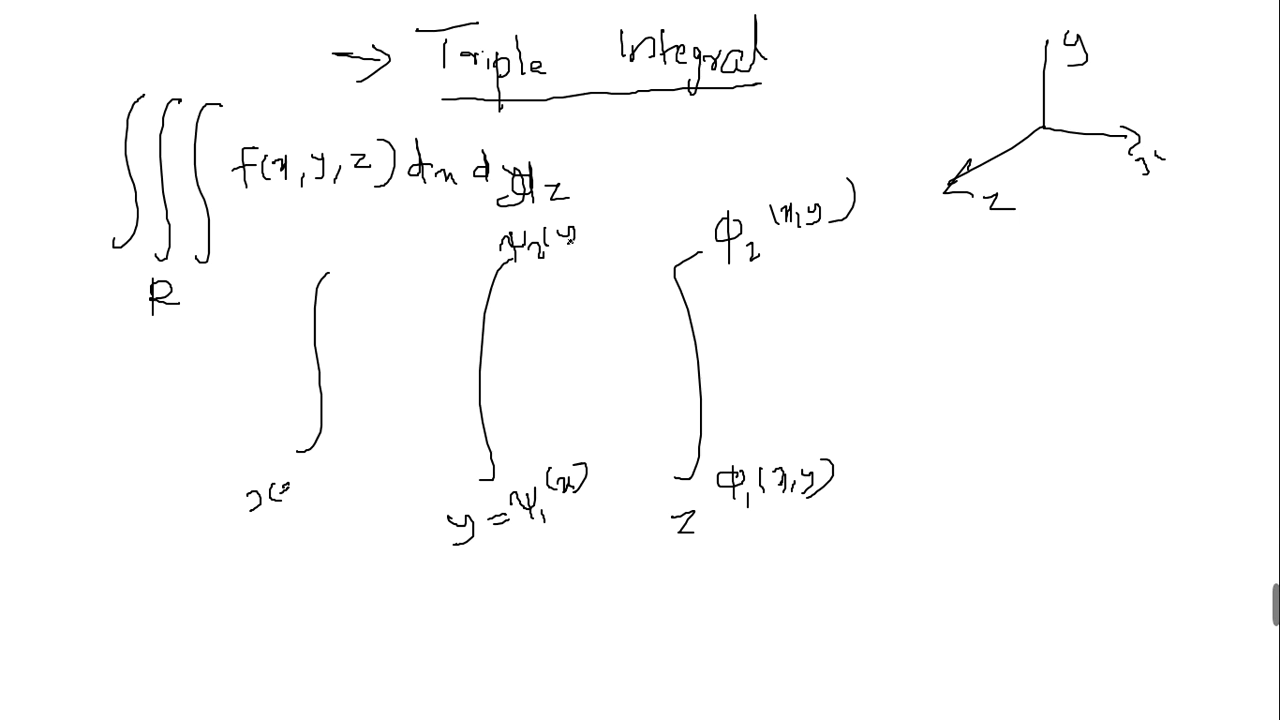 → Triple Integral
y
x
z
∫∫∫ f(x, y, z) dx dy dz
R
∫ ∫ ∫
ψ₂(y
ϕ₂(x,y)
x=
y = ψ₁(x)
z
ϕ₁(x,y)